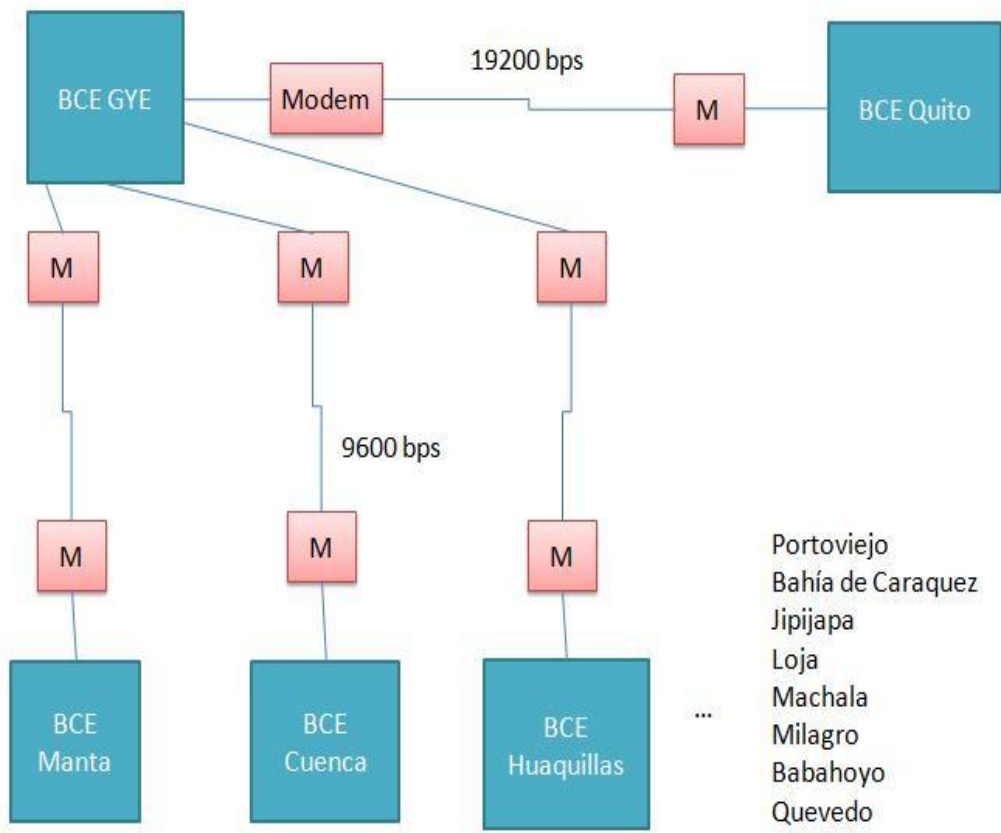 19200 bps
BCE GYE
Modem
M
BCE Quito
M
M
M
9600 bps
M
M
M
BCE
Manta
BCE
Cuenca
BCE
Huaquillas
...
Portoviejo
Bahía de Caraquez
Jipijapa
Loja
Machala
Milagro
Babahoyo
Quevedo